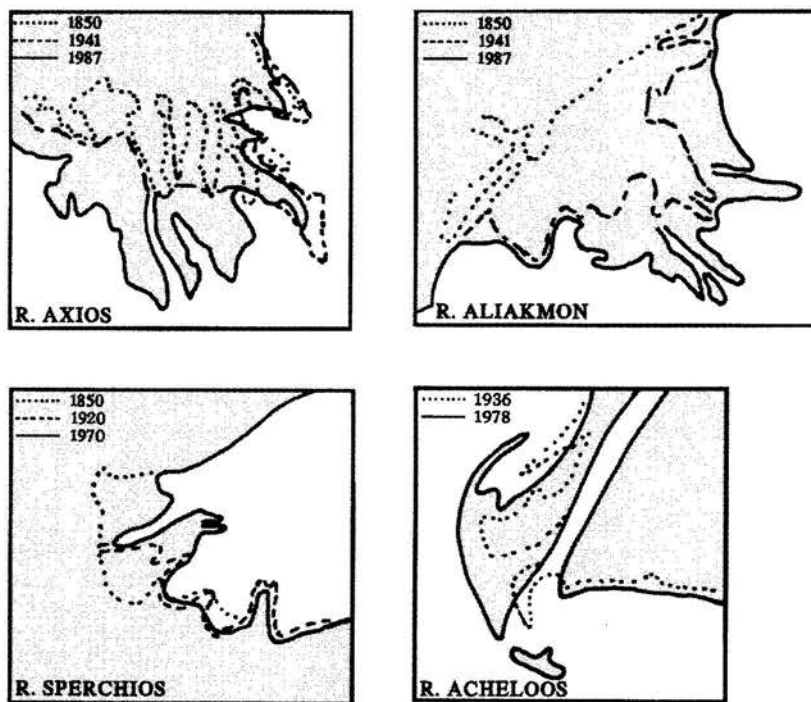 1850
1941
1987
R. AXIOS
1850
1941
1987
R. ALIAKMON
1850
1920
1970
R. SPERCHIOS
1936
1978
R. ACHELOOS